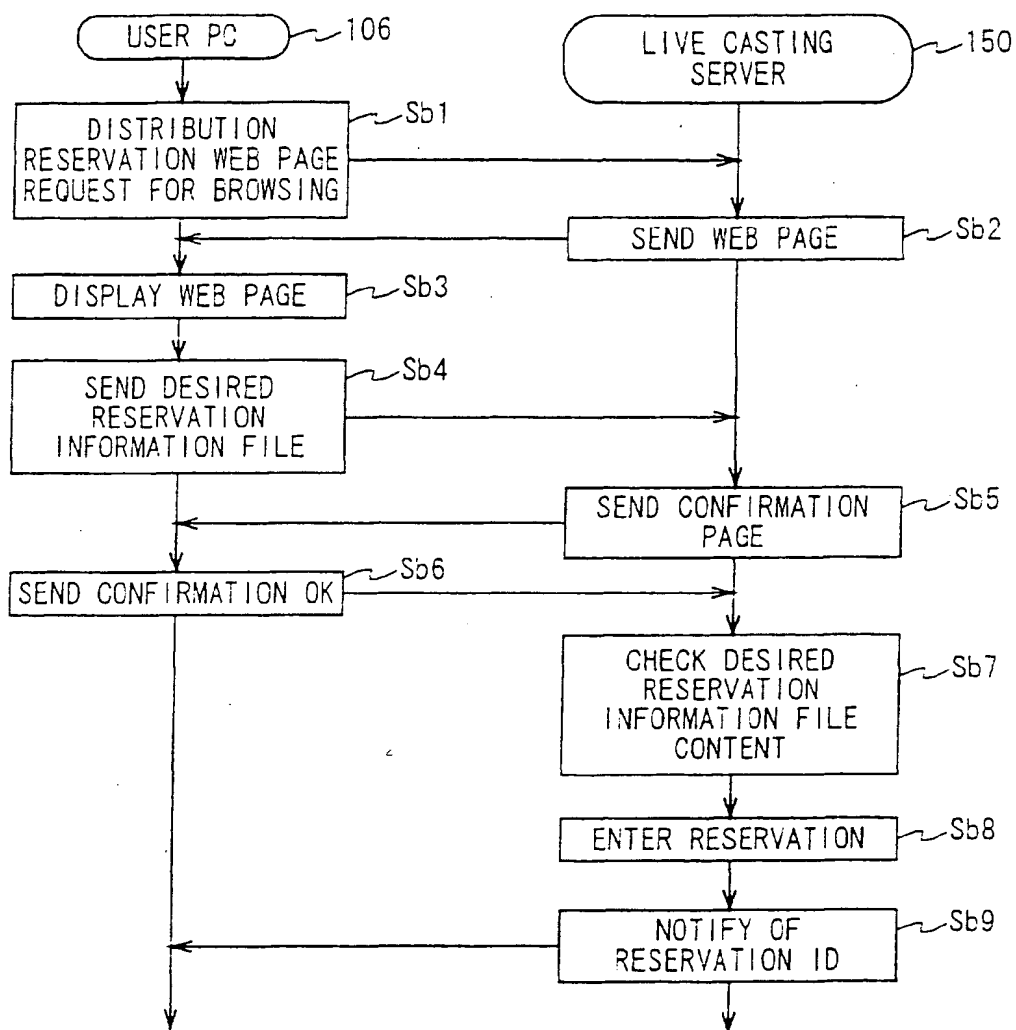 USER PC
106
LIVE CASTING
SERVER
150
DISTRIBUTION
RESERVATION WEB PAGE
REQUEST FOR BROWSING
Sb1
SEND WEB PAGE
Sb2
DISPLAY WEB PAGE
Sb3
SEND DESIRED
RESERVATION
INFORMATION FILE
Sb4
SEND CONFIRMATION
PAGE
Sb5
SEND CONFIRMATION OK
Sb6
CHECK DESIRED
RESERVATION
INFORMATION FILE
CONTENT
Sb7
ENTER RESERVATION
Sb8
NOTIFY OF
RESERVATION ID
Sb9